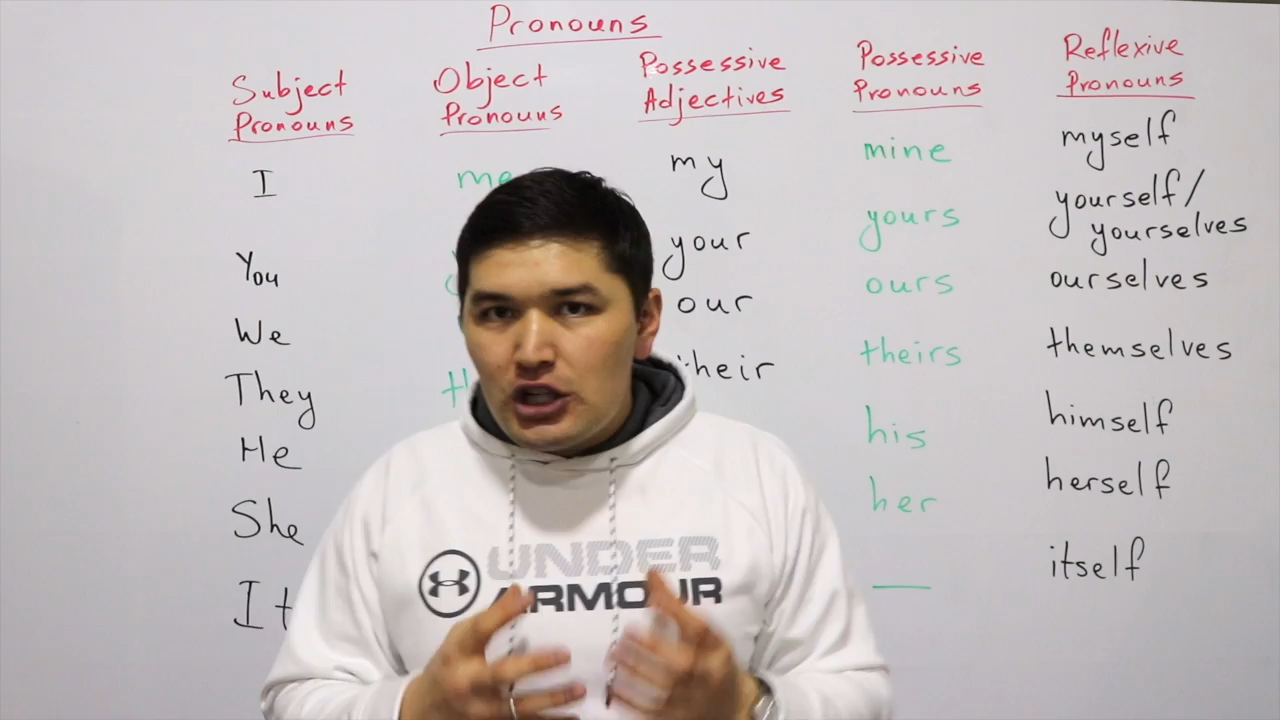 Pronouns
Subject
Pronouns
Object
Pronouns
Possessive
Adjectives
Possessive
Pronouns
Reflexive
Pronouns
I
me
my
mine
myself
You
your
yours
yourself/
yourselves
We
our
ours
ourselves
They
their
theirs
themselves
He
his
himself
She
her
herself
It
—
itself
UNDER
ARMOUR